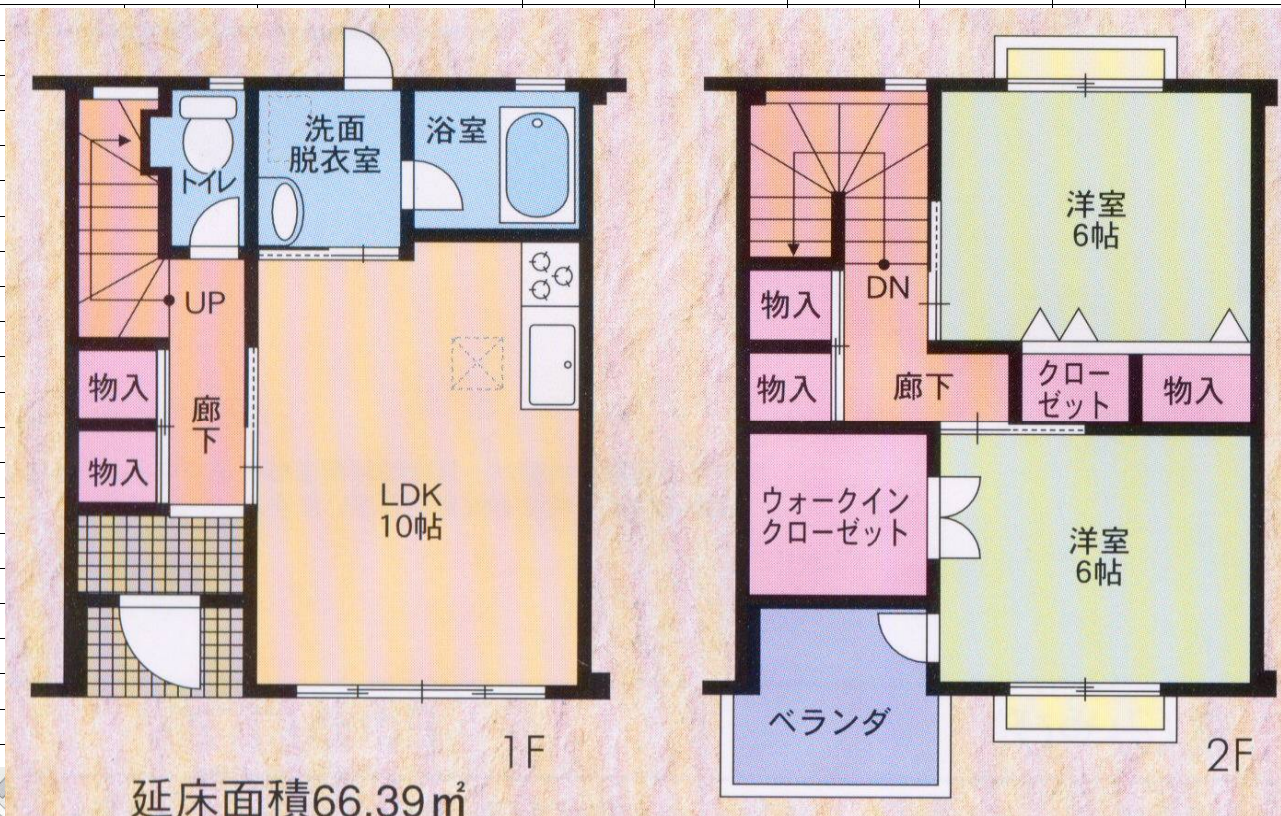 トイレ
洗面
脱衣室
浴室
UP
物入
物入
廊
下
LDK
10帖
1F
延床面積66.39㎡
洋室
6帖
DN
物入
物入
廊下
クロー
ゼット
物入
ウォークイン
クローゼット
洋室
6帖
ベランダ
2F